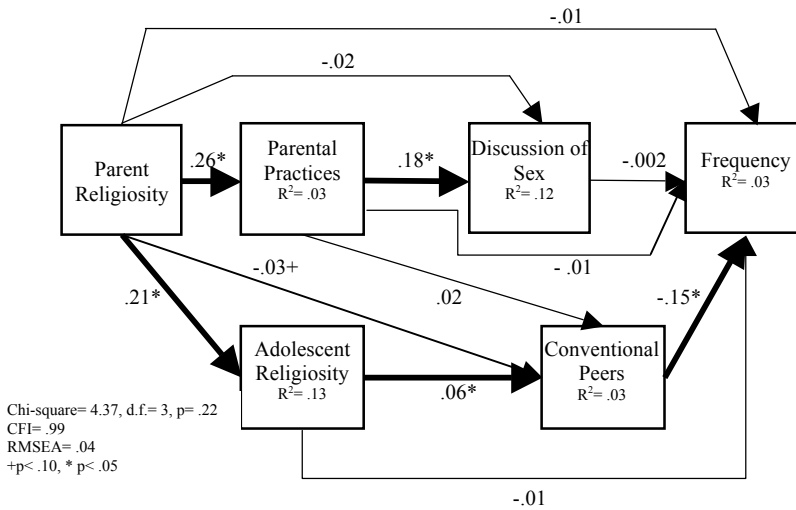 -.01
-.02
Parent
Religiosity
.26*
Parental
Practices
R²= .03
.18*
Discussion of
Sex
R²= .12
-.002
Frequency
R²= .03
- .01
-.03+
.02
.21*
-.15*
Adolescent
Religiosity
R²= .13
.06*
Conventional
Peers
R²= .03
-.01
Chi-square= 4.37, d.f.= 3, p= .22
CFI= .99
RMSEA= .04
+p< .10, * p< .05